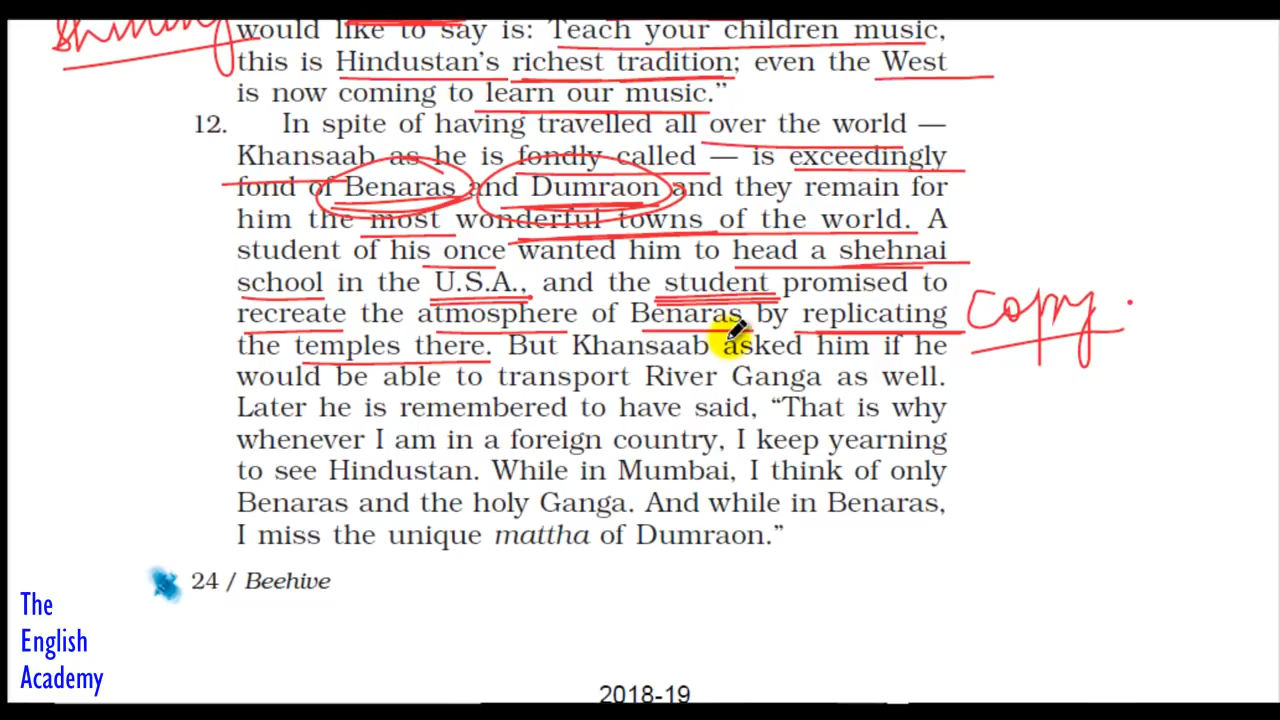 shining
would like to say is: Teach your children music,
this is Hindustan's richest tradition; even the West
is now coming to learn our music.”
12. In spite of having travelled all over the world —
Khansaab as he is fondly called — is exceedingly
fond of Benaras and Dumraon and they remain for
him the most wonderful towns of the world. A
student of his once wanted him to head a shehnai
school in the U.S.A., and the student promised to
recreate the atmosphere of Benaras by replicating
copy.
the temples there. But Khansaab asked him if he
would be able to transport River Ganga as well.
Later he is remembered to have said, “That is why
whenever I am in a foreign country, I keep yearning
to see Hindustan. While in Mumbai, I think of only
Benaras and the holy Ganga. And while in Benaras,
I miss the unique mattha of Dumraon.”
24 / Beehive
The
English
Academy
2018-19